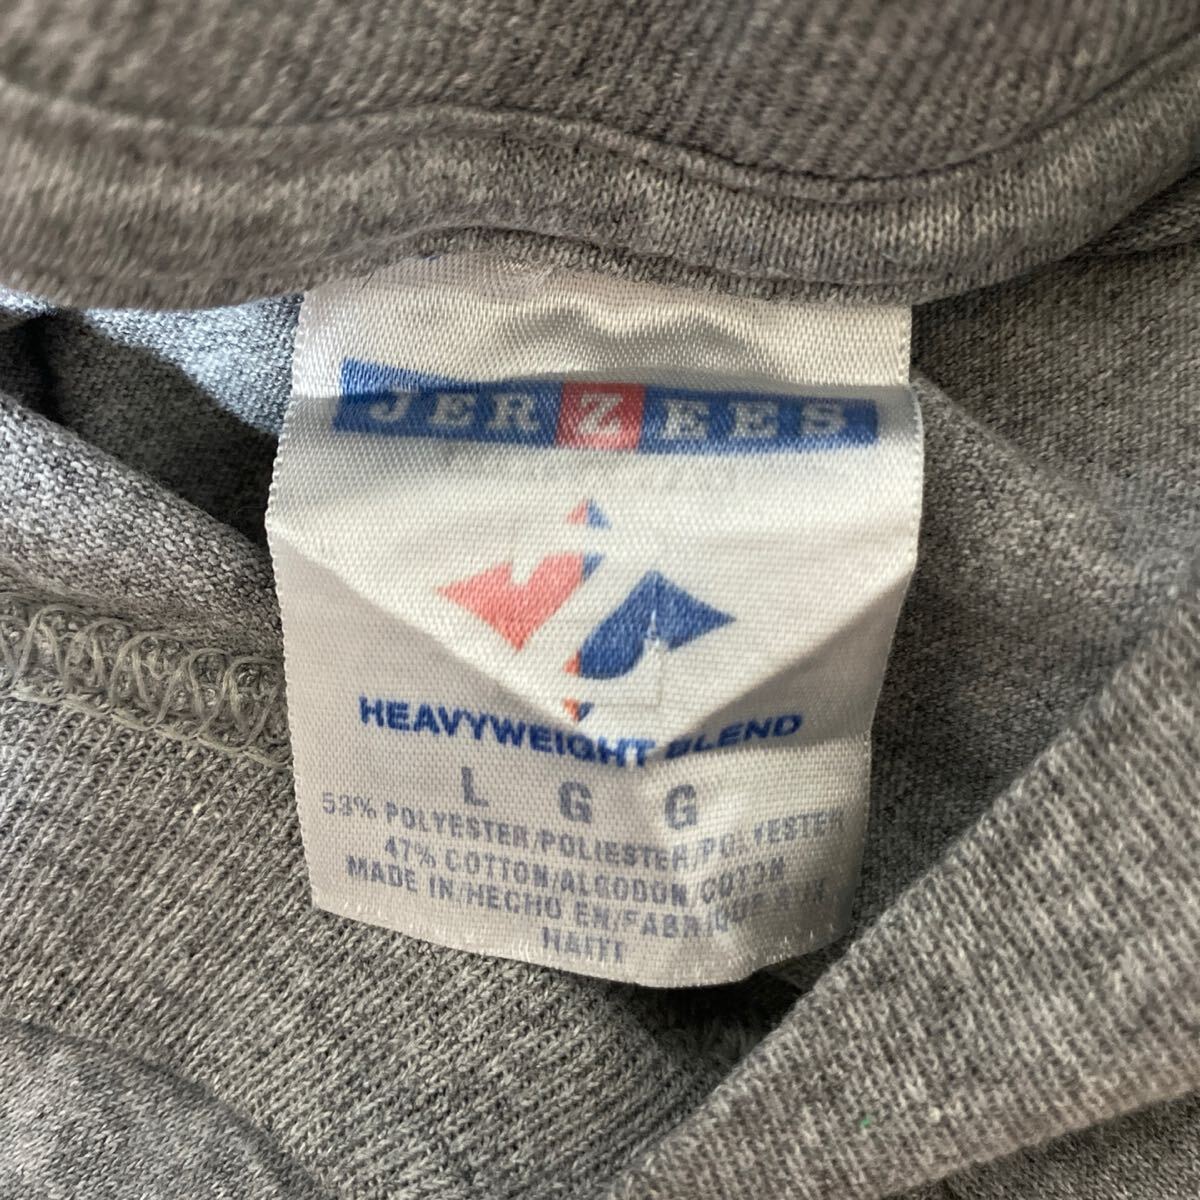 JERZEES
HEAVYWEIGHT BLEND
L G G
53% POLYESTER/POLIESTER/POLYESTER
47% COTTON/ALGODON/COTON
MADE IN/HECHO EN/FABRIQUE
HAITI